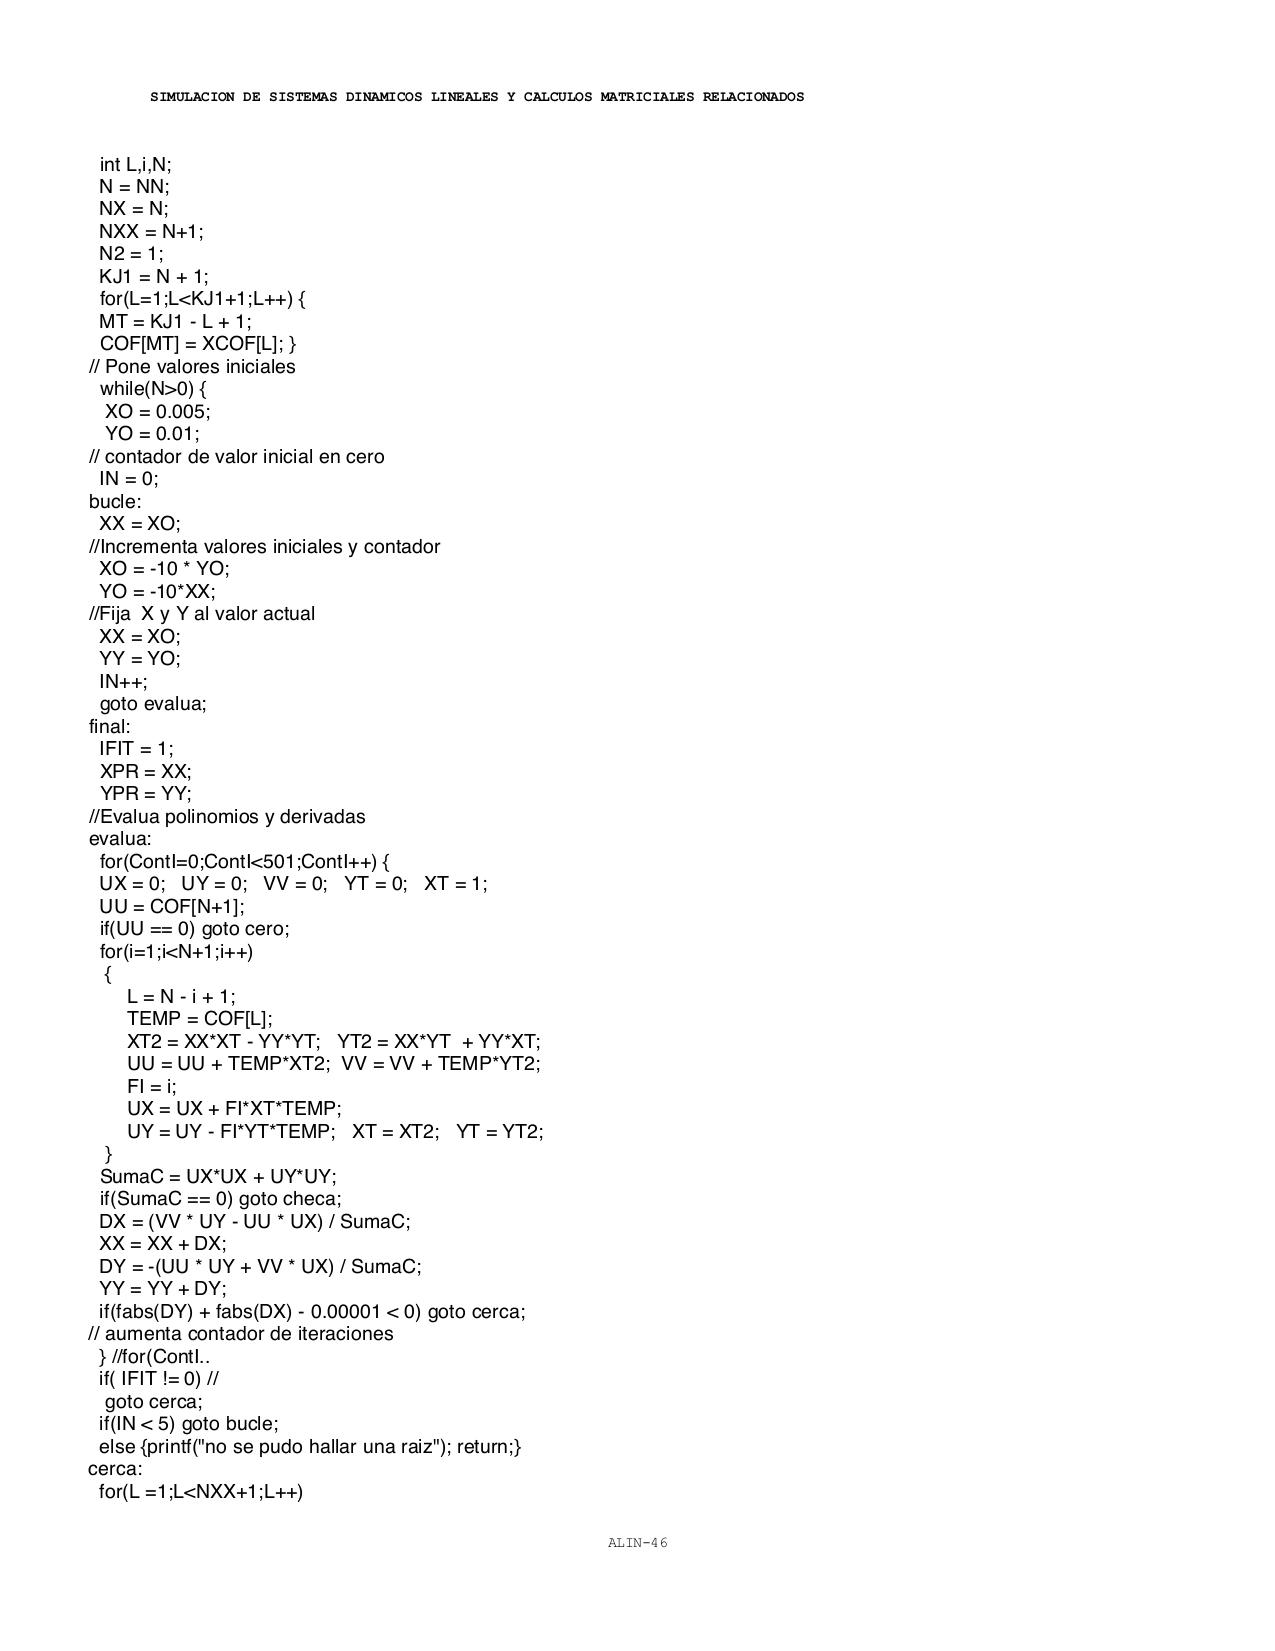 SIMULACION DE SISTEMAS DINAMICOS LINEALES Y CALCULOS MATRICIALES RELACIONADOS
int L,i,N;
N = NN;
NX = N;
NXX = N+1;
N2 = 1;
KJ1 = N + 1;
for(L=1;L<KJ1+1;L++) {
MT = KJ1 - L + 1;
COF[MT] = XCOF[L]; }
// Pone valores iniciales
while(N>0) {
XO = 0.005;
YO = 0.01;
// contador de valor inicial en cero
IN = 0;
bucle:
XX = XO;
//Incrementa valores iniciales y contador
XO = -10 * YO;
YO = -10*XX;
//Fija  X y Y al valor actual
XX = XO;
YY = YO;
IN++;
goto evalua;
final:
IFIT = 1;
XPR = XX;
YPR = YY;
//Evalua polinomios y derivadas
evalua:
for(ContI=0;ContI<501;ContI++) {
UX = 0;   UY = 0;   VV = 0;   YT = 0;   XT = 1;
UU = COF[N+1];
if(UU == 0) goto cero;
for(i=1;i<N+1;i++)
{
L = N - i + 1;
TEMP = COF[L];
XT2 = XX*XT - YY*YT;   YT2 = XX*YT  + YY*XT;
UU = UU + TEMP*XT2;  VV = VV + TEMP*YT2;
FI = i;
UX = UX + FI*XT*TEMP;
UY = UY - FI*YT*TEMP;   XT = XT2;   YT = YT2;
}
SumaC = UX*UX + UY*UY;
if(SumaC == 0) goto checa;
DX = (VV * UY - UU * UX) / SumaC;
XX = XX + DX;
DY = -(UU * UY + VV * UX) / SumaC;
YY = YY + DY;
if(fabs(DY) + fabs(DX) - 0.00001 < 0) goto cerca;
// aumenta contador de iteraciones
} //for(ContI..
if( IFIT != 0) //
goto cerca;
if(IN < 5) goto bucle;
else {printf("no se pudo hallar una raiz"); return;}
cerca:
for(L =1;L<NXX+1;L++)
ALIN-46